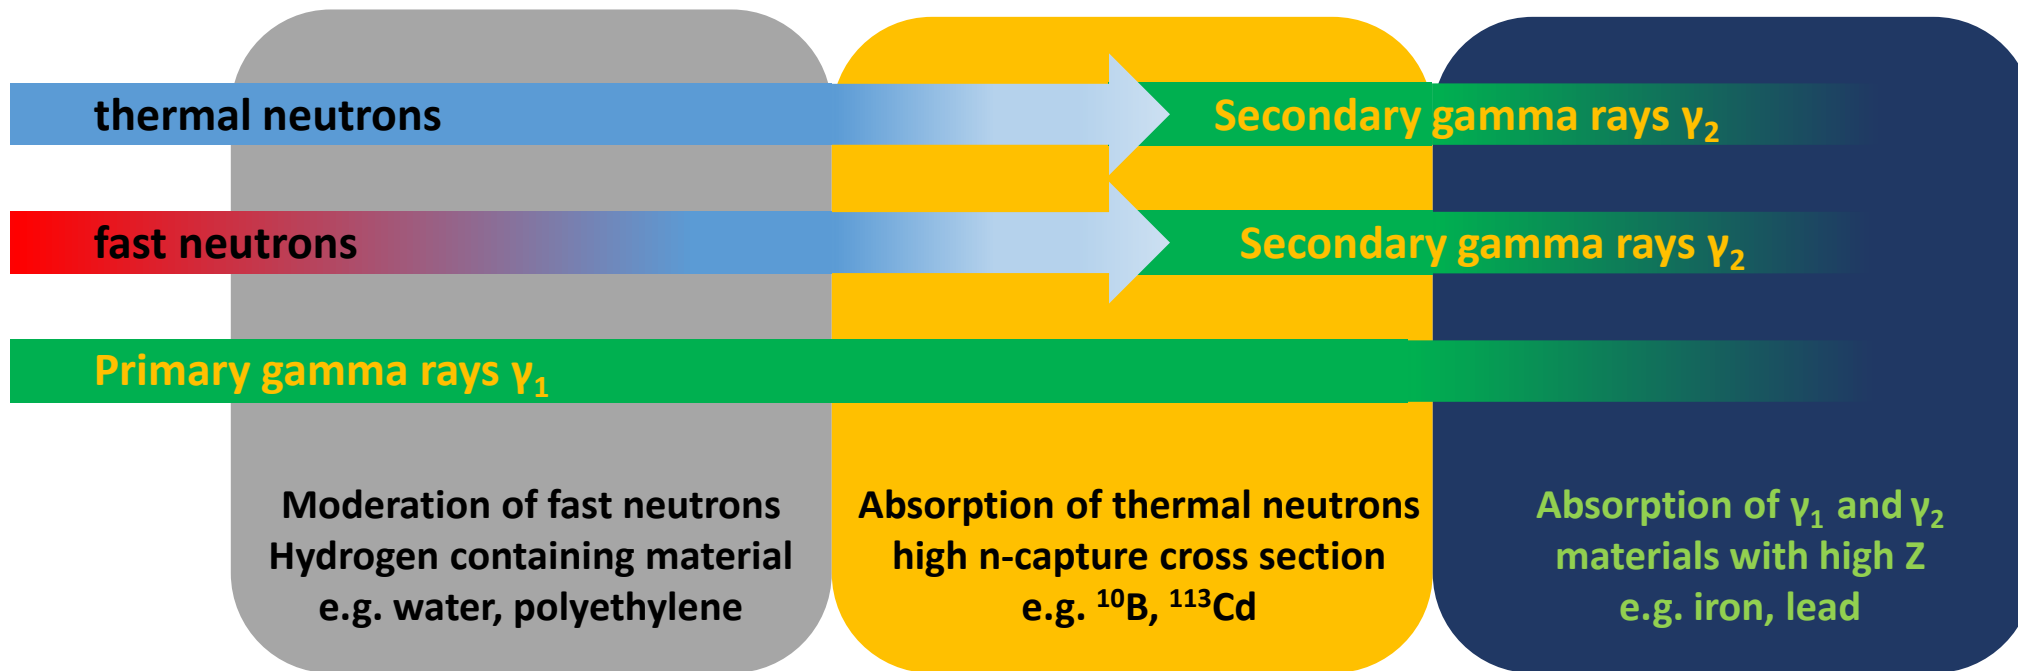 thermal neutrons
Secondary gamma rays γ₂
fast neutrons
Secondary gamma rays γ₂
Primary gamma rays γ₁
Moderation of fast neutrons
Hydrogen containing material
e.g. water, polyethylene
Absorption of thermal neutrons
high n-capture cross section
e.g. ¹⁰B, ¹¹³Cd
Absorption of γ₁ and γ₂
materials with high Z
e.g. iron, lead